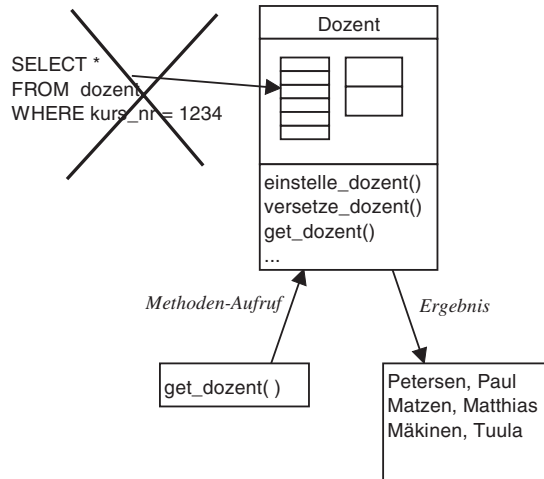 Dozent
SELECT *
FROM dozent
WHERE kurs_nr = 1234
einstelle_dozent()
versetze_dozent()
get_dozent()
...
Methoden-Aufruf
Ergebnis
get_dozent( )
Petersen, Paul
Matzen, Matthias
Mäkinen, Tuula